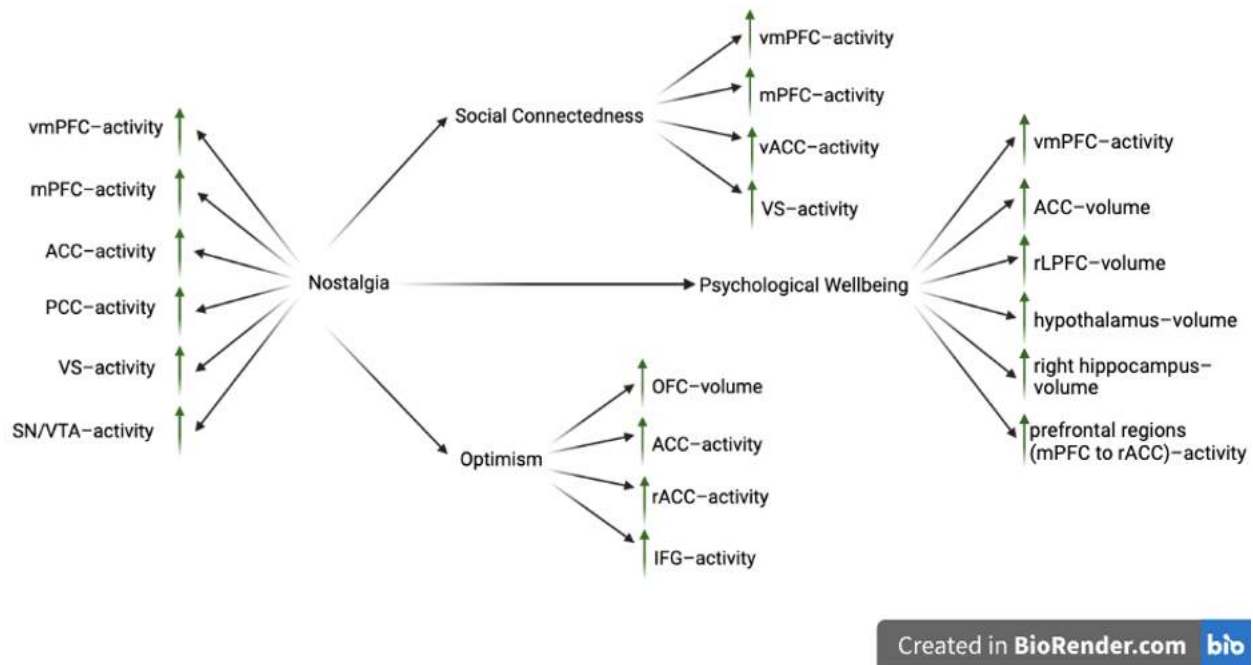 vmPFC–activity
mPFC–activity
ACC–activity
PCC–activity
VS–activity
SN/VTA–activity
Nostalgia
Social Connectedness
vmPFC–activity
mPFC–activity
vACC–activity
VS–activity
Psychological Wellbeing
vmPFC–activity
ACC–volume
rLPFC–volume
hypothalamus–volume
right hippocampus–
volume
prefrontal regions
(mPFC to rACC)–activity
Optimism
OFC–volume
ACC–activity
rACC–activity
IFG–activity
Created in BioRender.com bio